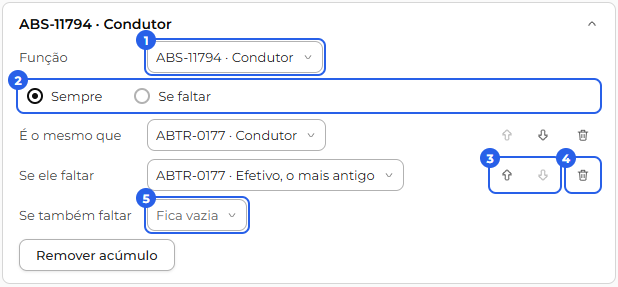 ABS-11794 · Condutor
1
Função ABS-11794 · Condutor
2
Sempre Se faltar
É o mesmo que ABTR-0177 · Condutor
3 4
Se ele faltar ABTR-0177 · Efetivo, o mais antigo
5
Se também faltar Fica vazia
Remover acúmulo